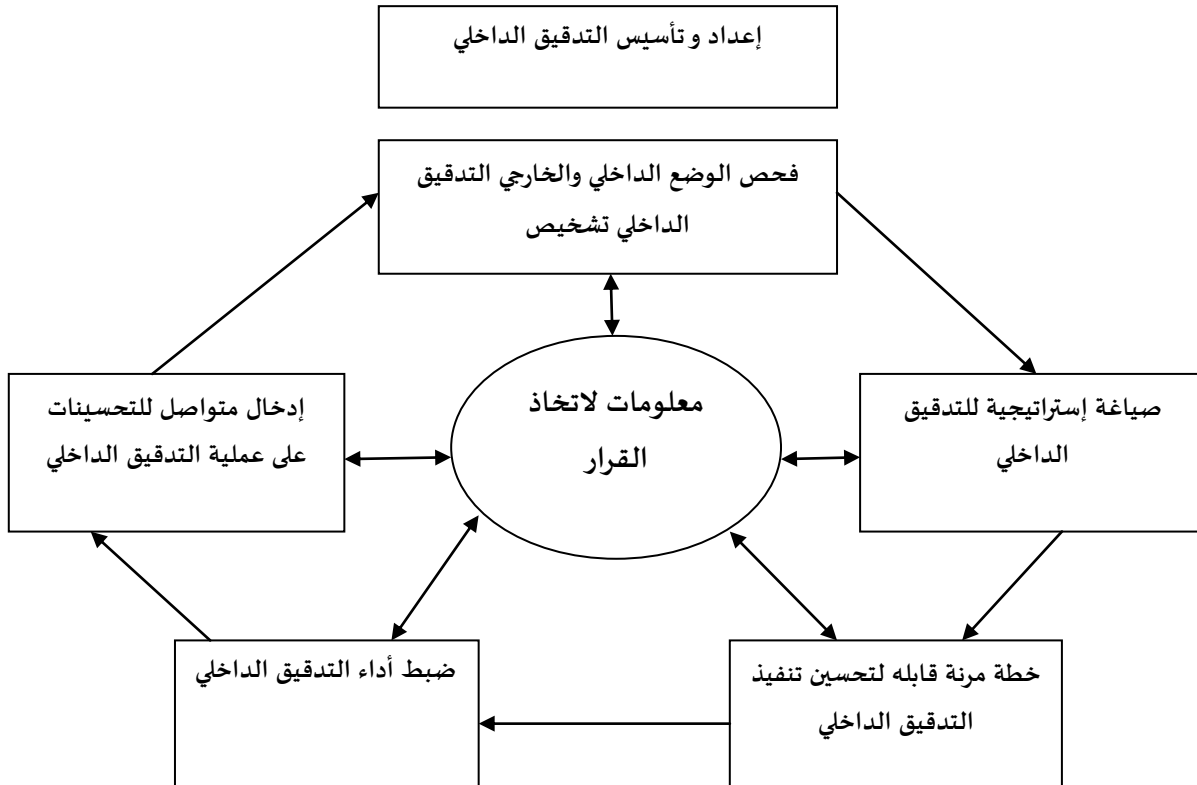 إعداد و تأسيس التدقيق الداخلي
فحص الوضع الداخلي والخارجي التدقيق
الداخلي تشخيص
صياغة إستراتيجية للتدقيق
الداخلي
معلومات لاتخاذ
القرار
إدخال متواصل للتحسينات
على عملية التدقيق الداخلي
خطة مرنة قابله لتحسين تنفيذ
التدقيق الداخلي
ضبط أداء التدقيق الداخلي